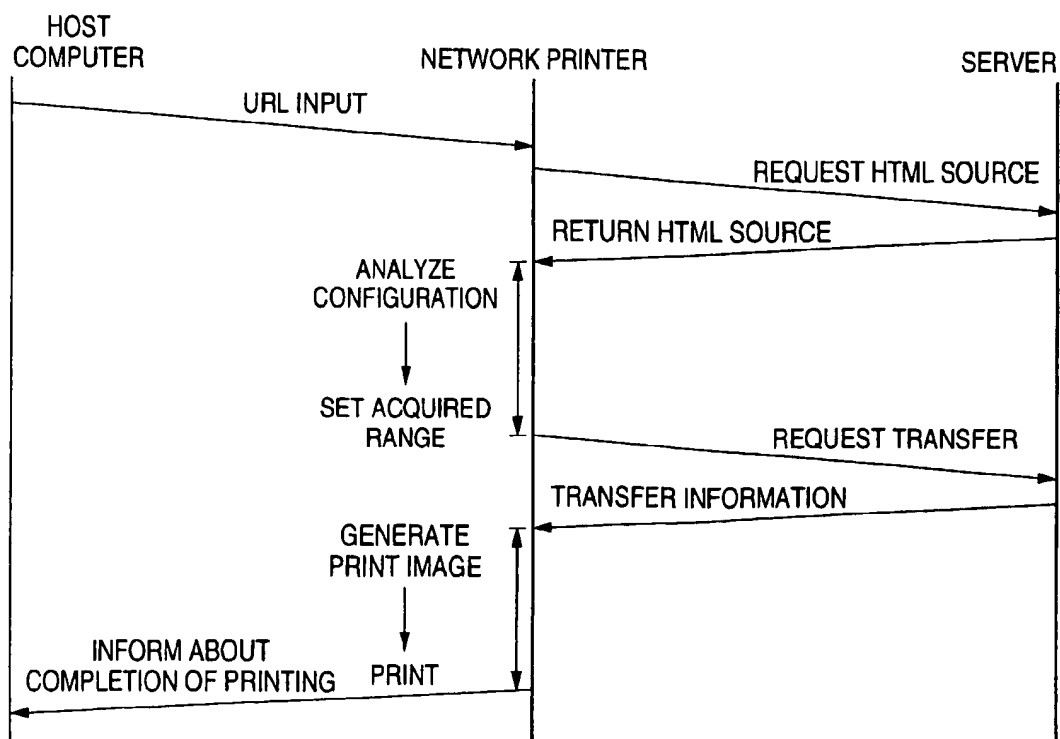 HOST
COMPUTER
NETWORK PRINTER
SERVER
URL INPUT
REQUEST HTML SOURCE
RETURN HTML SOURCE
ANALYZE
CONFIGURATION
SET ACQUIRED
RANGE
REQUEST TRANSFER
TRANSFER INFORMATION
GENERATE
PRINT IMAGE
INFORM ABOUT
COMPLETION OF PRINTING
PRINT